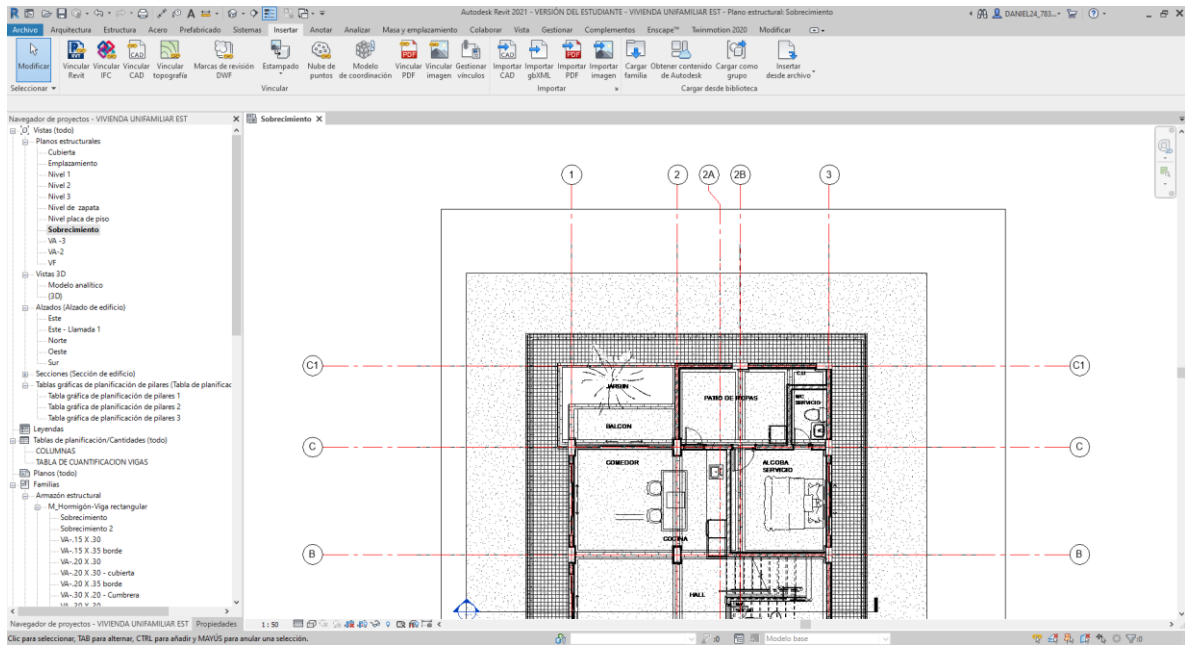 Autodesk Revit 2021 - VERSIÓN DEL ESTUDIANTE - VIVIENDA UNIFAMILIAR EST - Plano estructural: Sobrecimiento
DANIEL24_783...
Archivo Arquitectura Estructura Acero Prefabricado Sistemas Insertar Anotar Analizar Masa y emplazamiento Colaborar Vista Gestionar Complementos Enscape™ Twinmotion 2020 Modificar
Modificar Vincular Revit Vincular IFC Vincular CAD Vincular topografía Marcas de revisión DWF Estampado Nube de puntos Modelo de coordinación Vincular PDF Vincular imagen Gestionar vínculos Importar CAD Importar gbXML Importar PDF Importar imagen Cargar familia Obtener contenido de Autodesk Cargar como grupo Insertar desde archivo
Seleccionar Vincular Importar Cargar desde biblioteca
Navegador de proyectos - VIVIENDA UNIFAMILIAR EST
Vistas (todo)
Planos estructurales
Cubierta
Emplazamiento
Nivel 1
Nivel 2
Nivel 3
Nivel de zapata
Nivel placa de piso
Sobrecimiento
VA -3
VA-2
VF
Vistas 3D
Modelo analítico
{3D}
Alzados (Alzado de edificio)
Este
Este - Llamada 1
Norte
Oeste
Sur
Secciones (Sección de edificio)
Tablas gráficas de planificación de pilares (Tabla de planificac
Tabla gráfica de planificación de pilares 1
Tabla gráfica de planificación de pilares 2
Tabla gráfica de planificación de pilares 3
Leyendas
Tablas de planificación/Cantidades (todo)
COLUMNAS
TABLA DE CUANTIFICACION VIGAS
Planos (todo)
Familias
Armazón estructural
M_Hormigón-Viga rectangular
Sobrecimiento
Sobrecimiento 2
VA-.15 X .30
VA-.15 X .35 borde
VA-.20 X .30
VA-.20 X .30 - cubierta
VA-.20 X .35 borde
VA-.30 X .20 - Cumbrera
VA .20 X .20
Navegador de proyectos - VIVIENDA UNIFAMILIAR EST Propiedades
Sobrecimiento
1 2 2A 2B 3
C1 C1
JARDIN
C.U
PATIO DE ROPAS
WC SERVICIO
BALCON
C C
COMEDOR
ALCOBA SERVICIO
COCINA
B B
HALL
1 : 50
Clic para seleccionar, TAB para alternar, CTRL para añadir y MAYÚS para anular una selección.
:0
Modelo base
:0